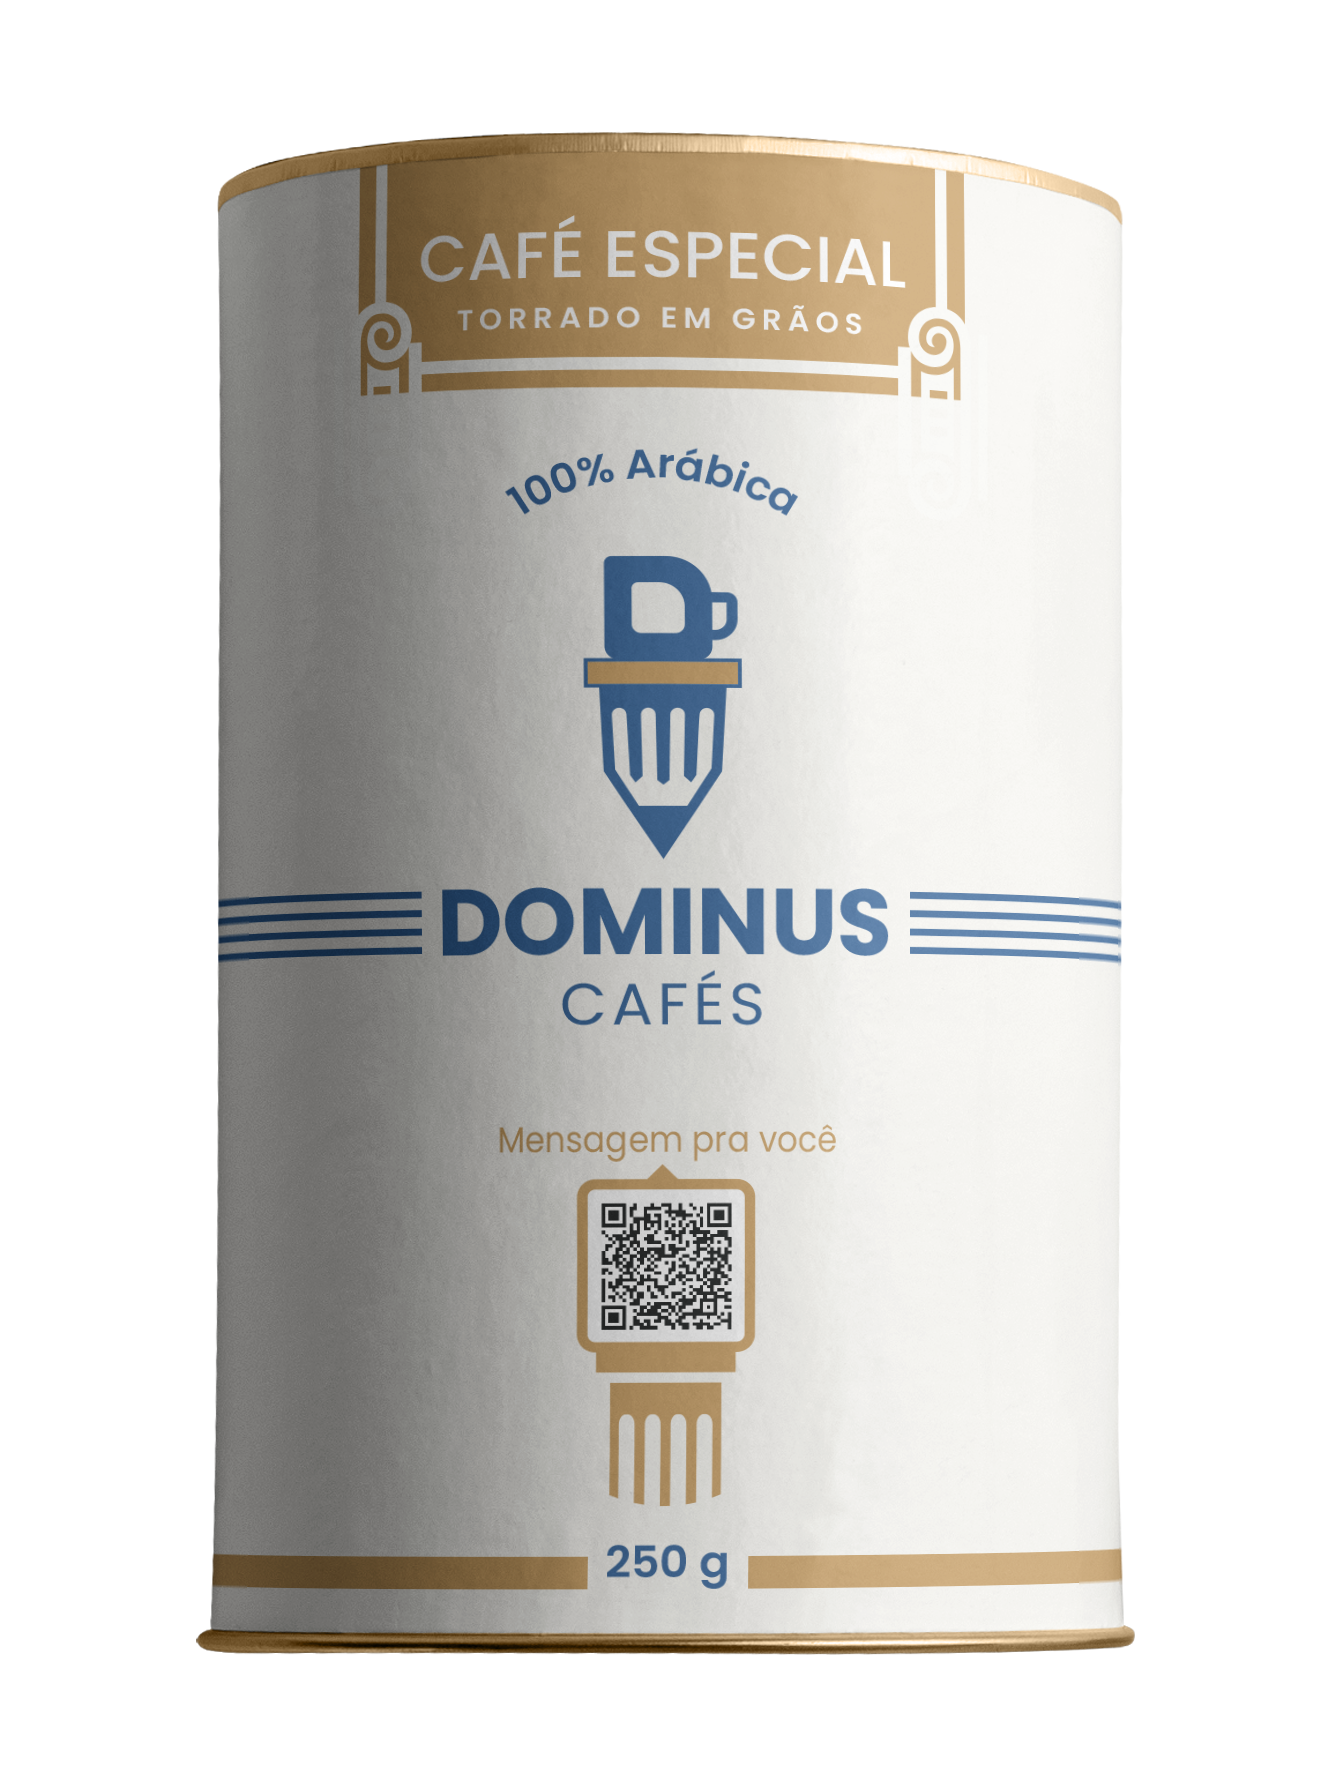 CAFÉ ESPECIAL
TORRADO EM GRÃOS
100% Arábica
D
DOMINUS
CAFÉS
Mensagem pra você
250 g